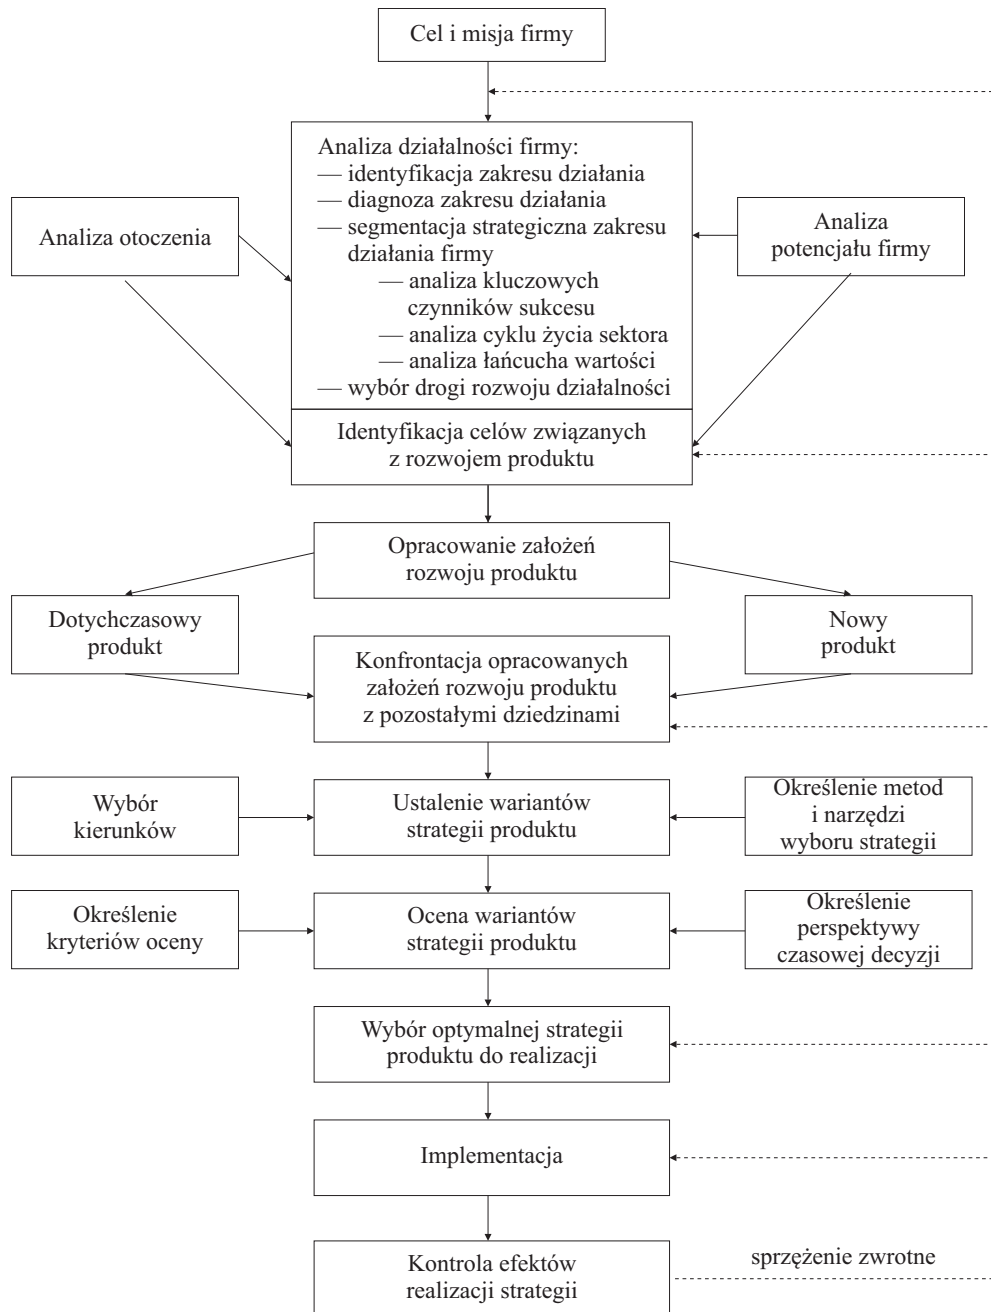 Cel i misja firmy
Analiza działalności firmy:
— identyfikacja zakresu działania
— diagnoza zakresu działania
— segmentacja strategiczna zakresu
działania firmy
— analiza kluczowych
czynników sukcesu
— analiza cyklu życia sektora
— analiza łańcucha wartości
— wybór drogi rozwoju działalności
Analiza otoczenia
Analiza
potencjału firmy
Identyfikacja celów związanych
z rozwojem produktu
Opracowanie założeń
rozwoju produktu
Dotychczasowy
produkt
Nowy
produkt
Konfrontacja opracowanych
założeń rozwoju produktu
z pozostałymi dziedzinami
Wybór
kierunków
Ustalenie wariantów
strategii produktu
Określenie metod
i narzędzi
wyboru strategii
Określenie
kryteriów oceny
Ocena wariantów
strategii produktu
Określenie
perspektywy
czasowej decyzji
Wybór optymalnej strategii
produktu do realizacji
Implementacja
Kontrola efektów
realizacji strategii
sprzężenie zwrotne